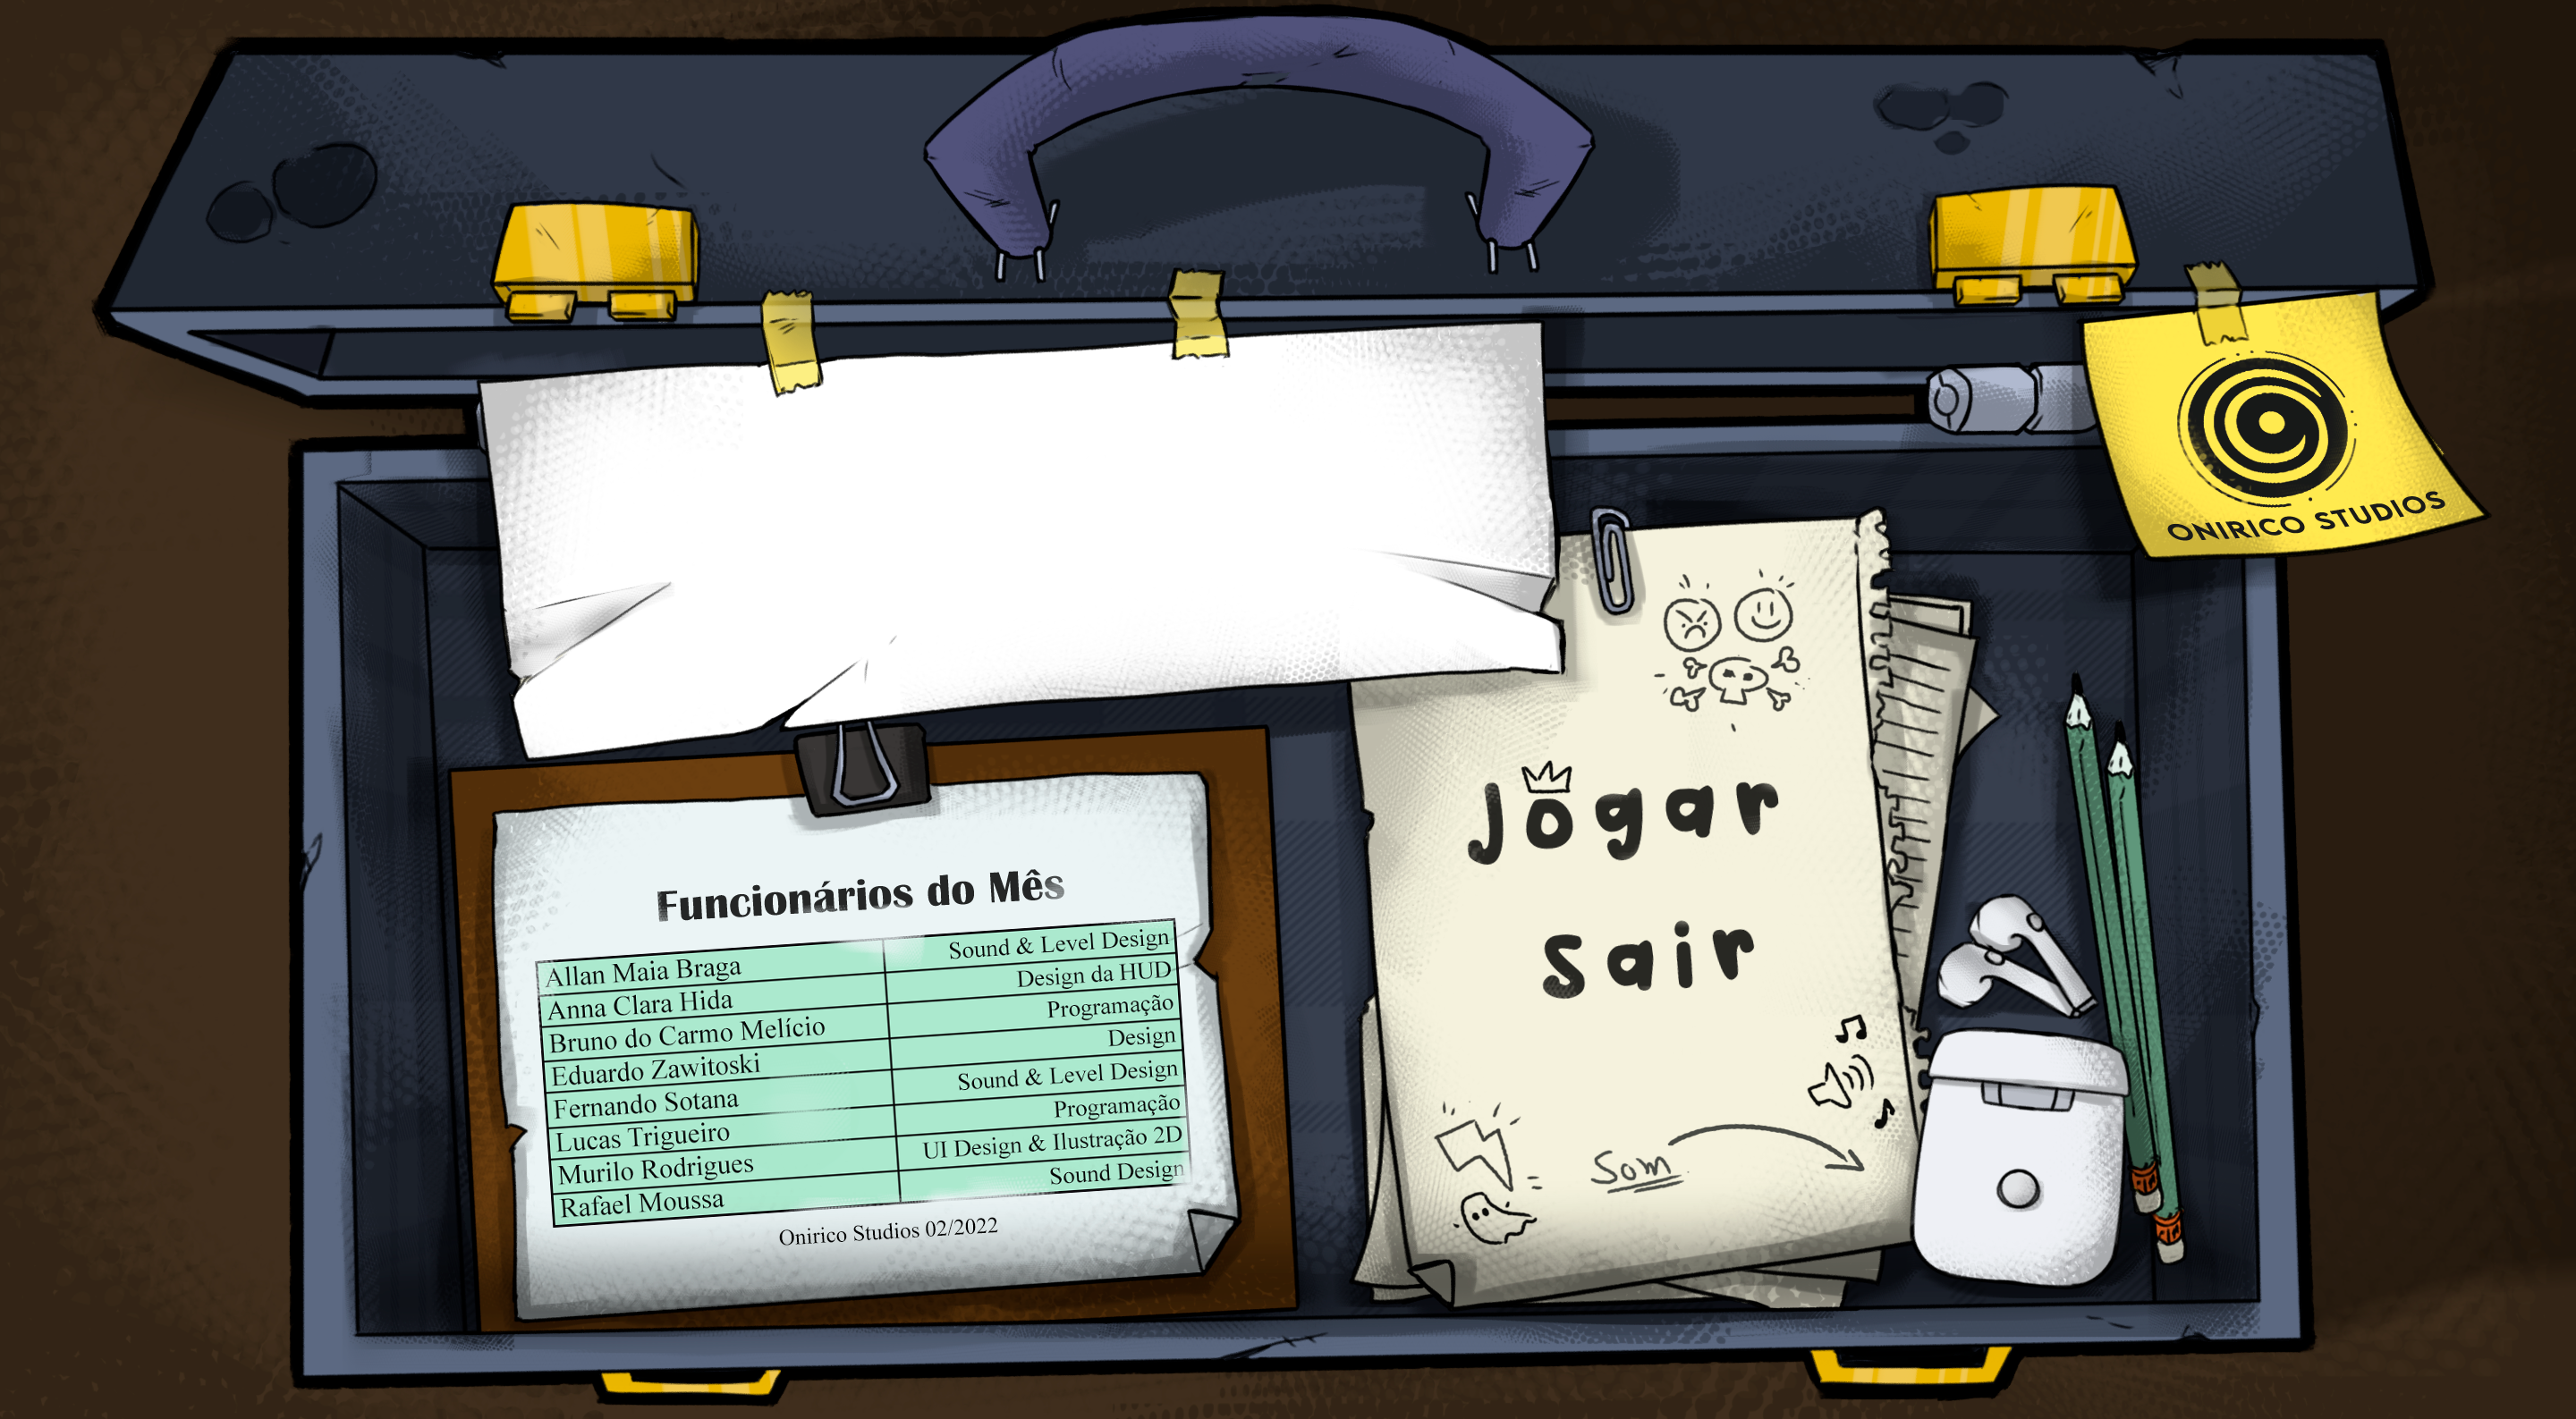 ONIRICO STUDIOS
Jogar
Sair
Som
Funcionários do Mês
Allan Maia Braga Sound & Level Design
Anna Clara Hida Design da HUD
Bruno do Carmo Melício Programação
Eduardo Zawitoski Design
Fernando Sotana Sound & Level Design
Lucas Trigueiro Programação
Murilo Rodrigues UI Design & Ilustração 2D
Rafael Moussa Sound Design
Onirico Studios 02/2022